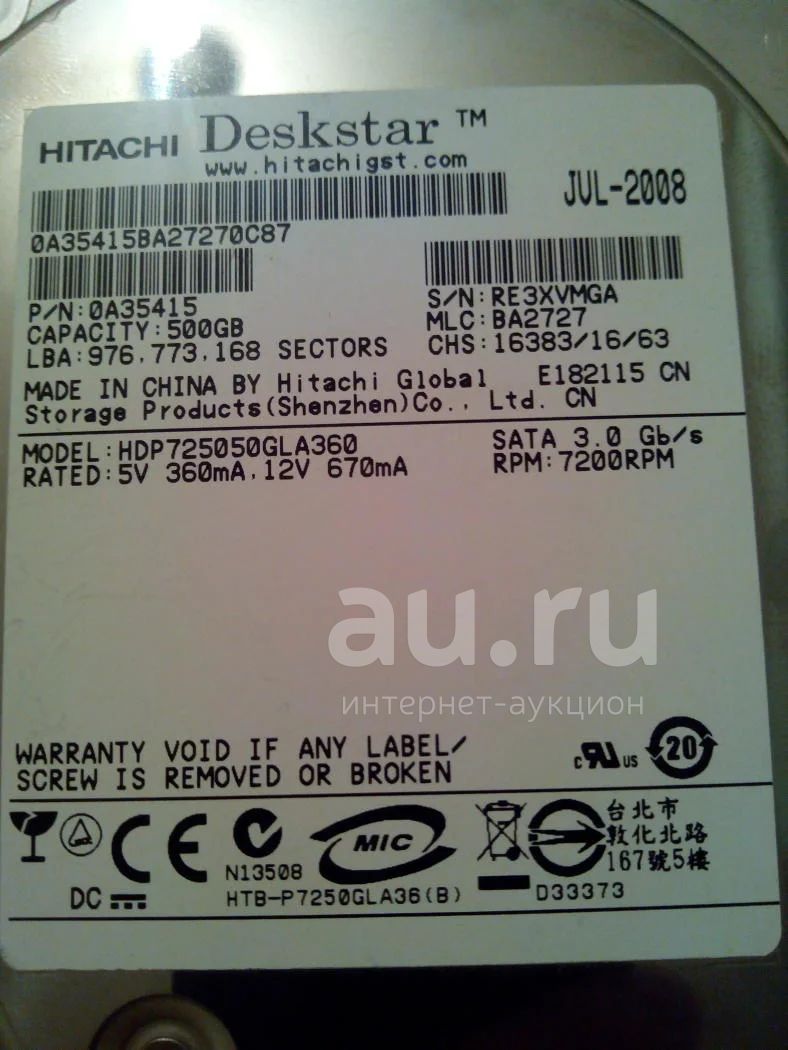 HITACHI Deskstar ™
www.hitachigst.com
JUL-2008
0A35415BA27270C87
P/N:0A35415
CAPACITY:500GB
LBA:976,773,168 SECTORS
S/N:RE3XVMGA
MLC:BA2727
CHS:16383/16/63
MADE IN CHINA BY Hitachi Global E182115 CN
Storage Products(Shenzhen)Co., Ltd. CN
MODEL:HDP725050GLA360
SATA 3.0 Gb/s
RATED:5V 360mA,12V 670mA
RPM:7200RPM
au.ru
интернет-аукцион
WARRANTY VOID IF ANY LABEL/
SCREW IS REMOVED OR BROKEN
c RU US
20
CE
N13508
MIC
台北市
敦化北路
167號5樓
DC
HTB-P7250GLA36(B)
D33373